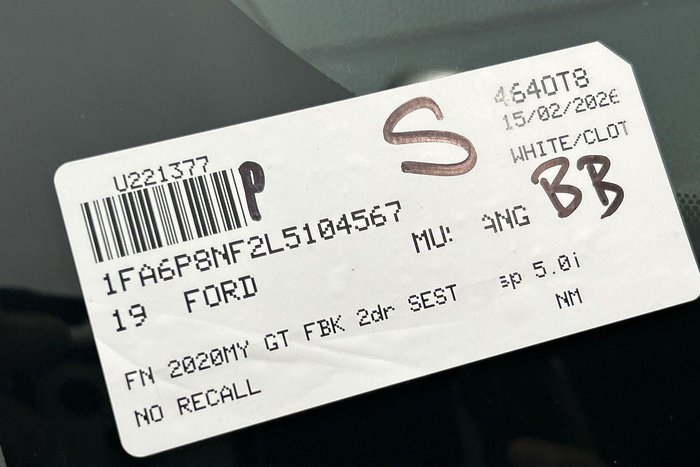 U221377 P
S
4640T8
15/02/2026
WHITE/CLOT
BB
1FA6P8NF2L5104567
19 FORD
FN 2020MY GT FBK 2dr SEST 5.0i
NM
NO RECALL